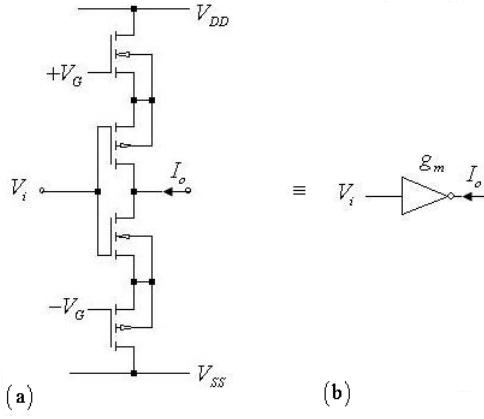 V_DD
+V_G
V_i
I_o
≡
V_i
g_m
I_o
−V_G
V_SS
(a)
(b)